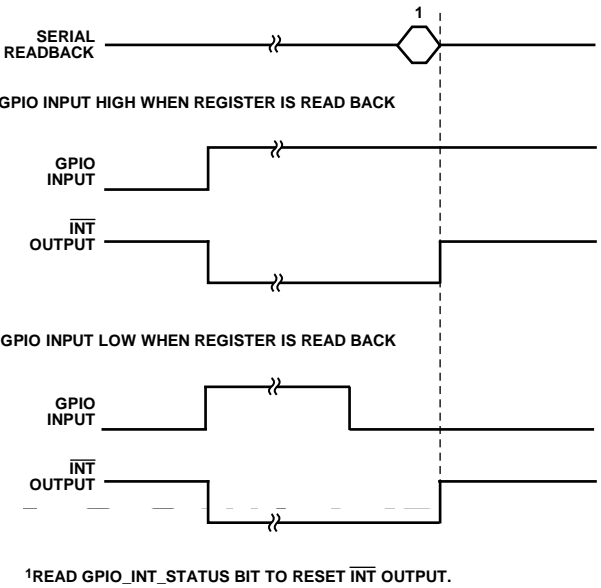 1
SERIAL
READBACK
GPIO INPUT HIGH WHEN REGISTER IS READ BACK
GPIO
INPUT
INT
OUTPUT
GPIO INPUT LOW WHEN REGISTER IS READ BACK
GPIO
INPUT
INT
OUTPUT
1READ GPIO_INT_STATUS BIT TO RESET INT OUTPUT.